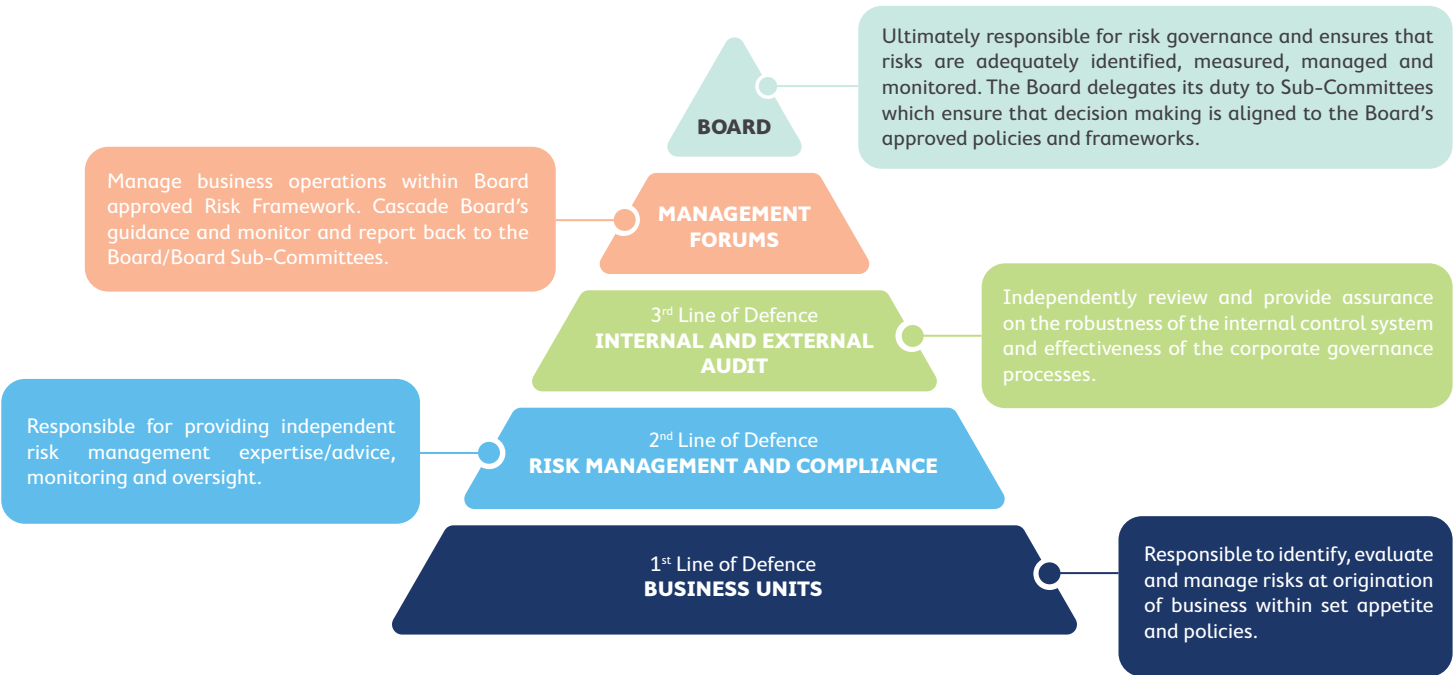 BOARD
Ultimately responsible for risk governance and ensures that
risks are adequately identified, measured, managed and
monitored. The Board delegates its duty to Sub-Committees
which ensure that decision making is aligned to the Board's
approved policies and frameworks.
MANAGEMENT
FORUMS
Manage business operations within Board
approved Risk Framework. Cascade Board's
guidance and monitor and report back to the
Board/Board Sub-Committees.
3rd Line of Defence
INTERNAL AND EXTERNAL
AUDIT
Independently review and provide assurance
on the robustness of the internal control system
and effectiveness of the corporate governance
processes.
2nd Line of Defence
RISK MANAGEMENT AND COMPLIANCE
Responsible for providing independent
risk management expertise/advice,
monitoring and oversight.
1st Line of Defence
BUSINESS UNITS
Responsible to identify, evaluate
and manage risks at origination
of business within set appetite
and policies.